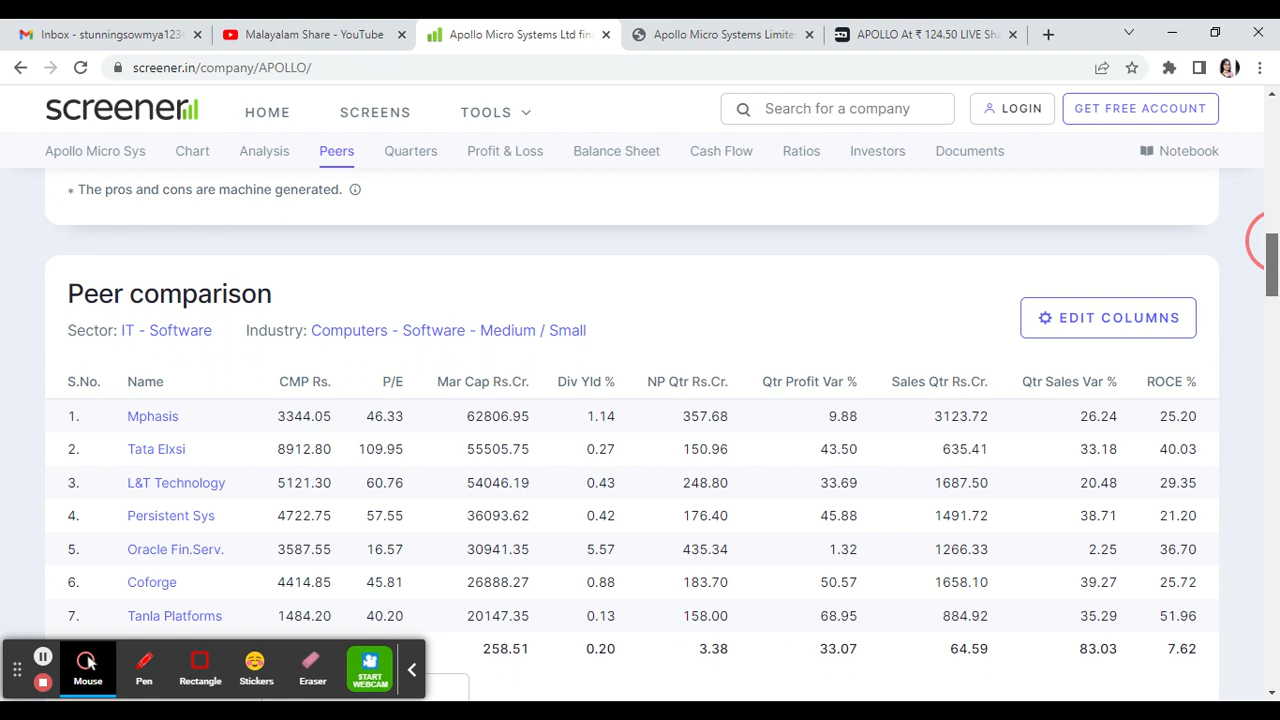 Inbox - stunningsowmya123
Malayalam Share - YouTube
Apollo Micro Systems Ltd fin
Apollo Micro Systems Limite
APOLLO At ₹ 124.50 LIVE Sha
screener.in/company/APOLLO/
screener
HOME
SCREENS
TOOLS
Search for a company
LOGIN
GET FREE ACCOUNT
Apollo Micro Sys Chart Analysis Peers Quarters Profit & Loss Balance Sheet Cash Flow Ratios Investors Documents Notebook
* The pros and cons are machine generated.
Peer comparison
Sector: IT - Software Industry: Computers - Software - Medium / Small
EDIT COLUMNS
S.No. Name CMP Rs. P/E Mar Cap Rs.Cr. Div Yld % NP Qtr Rs.Cr. Qtr Profit Var % Sales Qtr Rs.Cr. Qtr Sales Var % ROCE %
1. Mphasis 3344.05 46.33 62806.95 1.14 357.68 9.88 3123.72 26.24 25.20
2. Tata Elxsi 8912.80 109.95 55505.75 0.27 150.96 43.50 635.41 33.18 40.03
3. L&T Technology 5121.30 60.76 54046.19 0.43 248.80 33.69 1687.50 20.48 29.35
4. Persistent Sys 4722.75 57.55 36093.62 0.42 176.40 45.88 1491.72 38.71 21.20
5. Oracle Fin.Serv. 3587.55 16.57 30941.35 5.57 435.34 1.32 1266.33 2.25 36.70
6. Coforge 4414.85 45.81 26888.27 0.88 183.70 50.57 1658.10 39.27 25.72
7. Tanla Platforms 1484.20 40.20 20147.35 0.13 158.00 68.95 884.92 35.29 51.96
258.51 0.20 3.38 33.07 64.59 83.03 7.62
Mouse Pen Rectangle Stickers Eraser START WEBCAM